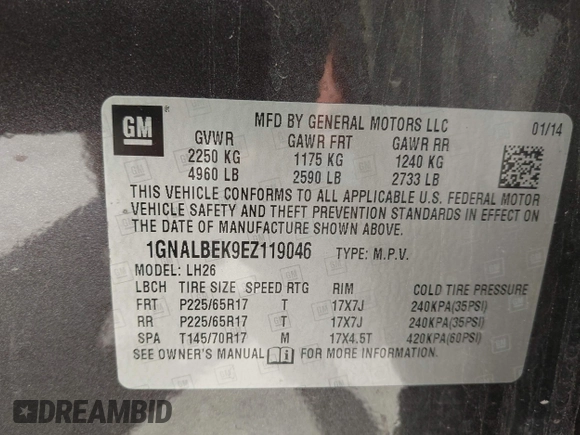 GM
MFD BY GENERAL MOTORS LLC 01/14
GVWR GAWR FRT GAWR RR
2250 KG 1175 KG 1240 KG
4960 LB 2590 LB 2733 LB
THIS VEHICLE CONFORMS TO ALL APPLICABLE U.S. FEDERAL MOTOR
VEHICLE SAFETY AND THEFT PREVENTION STANDARDS IN EFFECT ON
THE DATE OF MANUFACTURE SHOWN ABOVE.
1GNALBEK9EZ119046 TYPE: M.P.V.
MODEL: LH26
LBCH TIRE SIZE SPEED RTG RIM COLD TIRE PRESSURE
FRT P225/65R17 T 17X7J 240KPA(35PSI)
RR P225/65R17 T 17X7J 240KPA(35PSI)
SPA T145/70R17 M 17X4.5T 420KPA(60PSI)
SEE OWNER'S MANUAL FOR MORE INFORMATION
DREAMBID